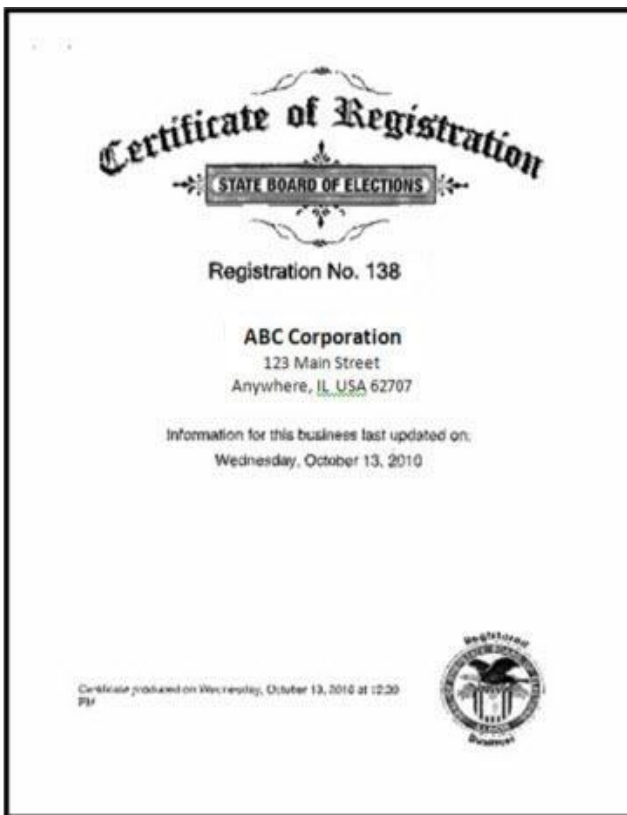 Certificate of Registration
STATE BOARD OF ELECTIONS
Registration No. 138
ABC Corporation
123 Main Street
Anywhere, IL USA 62707
Information for this business last updated on:
Wednesday, October 13, 2010
Certificate produced on Wednesday, October 13, 2010 at 12:30
PM
Registered
Business